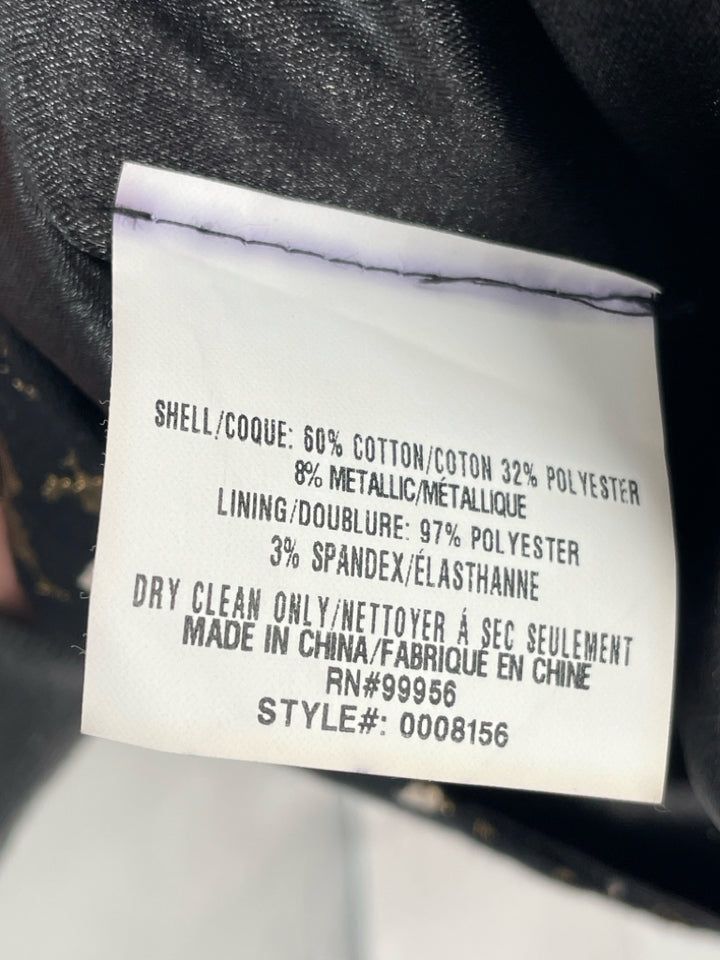 SHELL/COQUE: 60% COTTON/COTON 32% POLYESTER
8% METALLIC/MÉTALLIQUE
LINING/DOUBLURE: 97% POLYESTER
3% SPANDEX/ÉLASTHANNE
DRY CLEAN ONLY/NETTOYER Á SEC SEULEMENT
MADE IN CHINA/FABRIQUÉ EN CHINE
RN#99956
STYLE#: 0008156